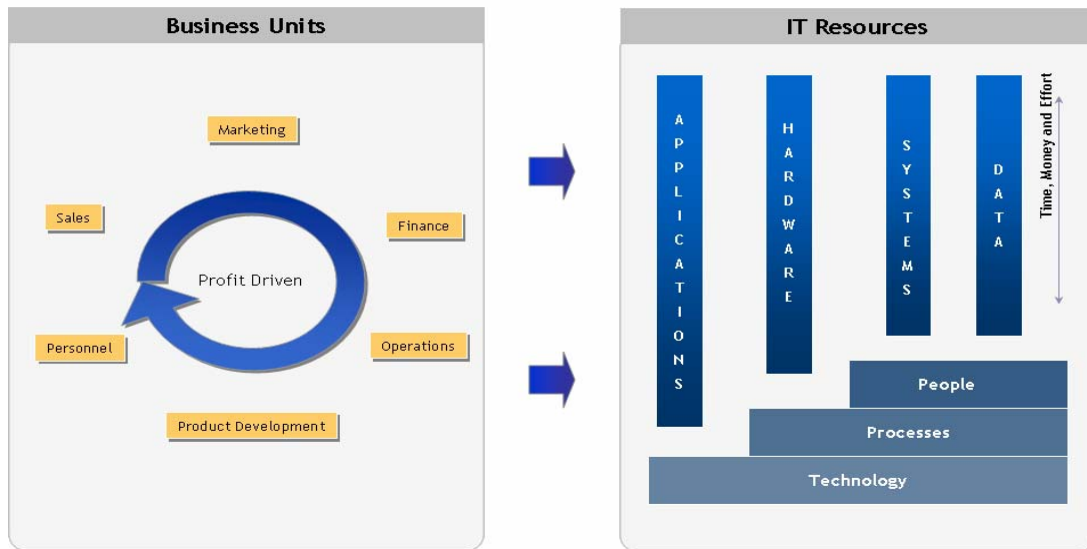 Business Units
Marketing
Sales
Finance
Profit Driven
Personnel
Operations
Product Development
IT Resources
APPLICATIONS
HARDWARE
SYSTEMS
DATA
Time, Money and Effort
People
Processes
Technology